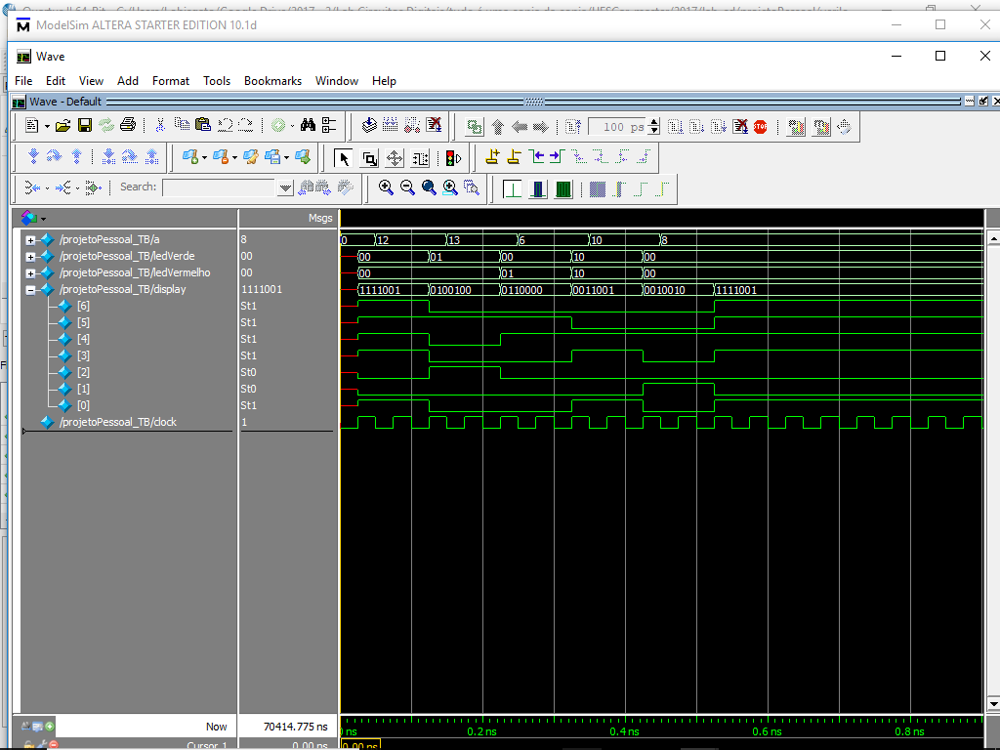 ModelSim ALTERA STARTER EDITION 10.1d
Wave
File Edit View Add Format Tools Bookmarks Window Help
Wave - Default
100 ps
STOP
Search:
Msgs
/projetoPessoal_TB/a 8 0 12 13 6 10 8
/projetoPessoal_TB/ledVerde 00 00 01 00 10 00
/projetoPessoal_TB/ledVermelho 00 00 01 10 00
/projetoPessoal_TB/display 1111001 1111001 0100100 0110000 0011001 0010010 1111001
[6] St1
[5] St1
[4] St1
[3] St1
[2] St0
[1] St0
[0] St1
/projetoPessoal_TB/clock 1
Now 70414.775 ns ns 0.2 ns 0.4 ns 0.6 ns 0.8 ns
Cursor 1 0.00 ns 0.00 ns